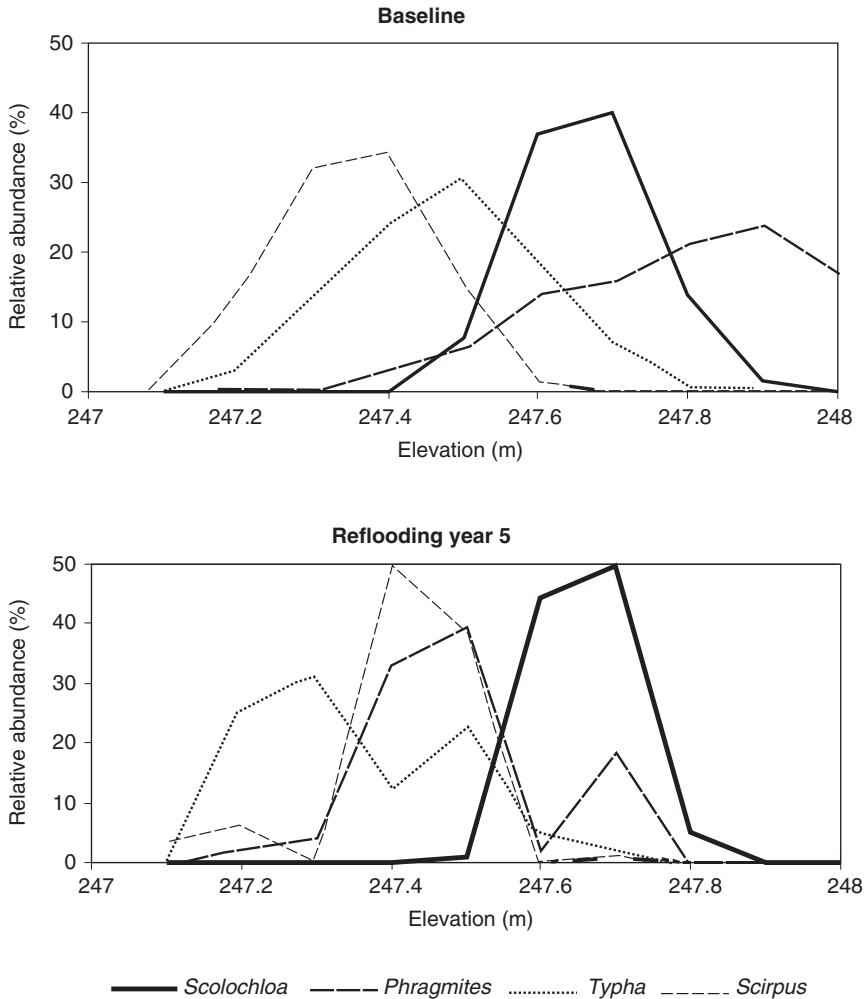 Baseline
Relative abundance (%)
50
40
30
20
10
0
247
247.2
247.4
247.6
247.8
248
Elevation (m)
Reflooding year 5
Relative abundance (%)
50
40
30
20
10
0
247
247.2
247.4
247.6
247.8
248
Elevation (m)
Scolochloa
Phragmites
Typha
Scirpus